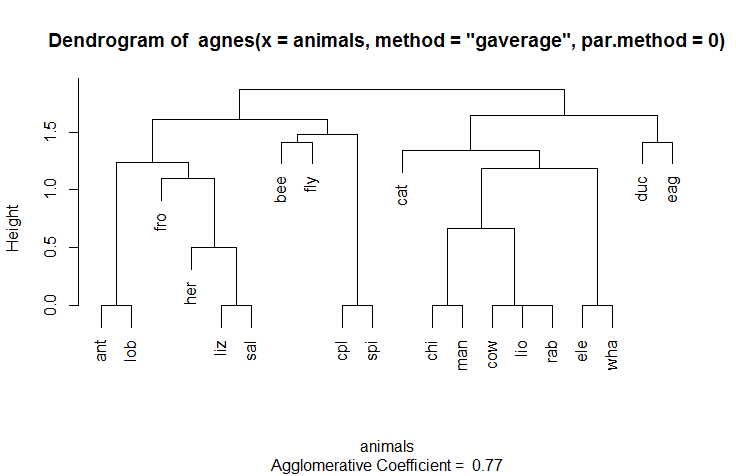 Dendrogram of  agnes(x = animals, method = "gaverage", par.method = 0)
Height
0.0 0.5 1.0 1.5
ant
lob
fro
her
liz
sal
bee
fly
cpl
spi
cat
chi
man
cow
lio
rab
ele
wha
duc
eag
animals
Agglomerative Coefficient =  0.77